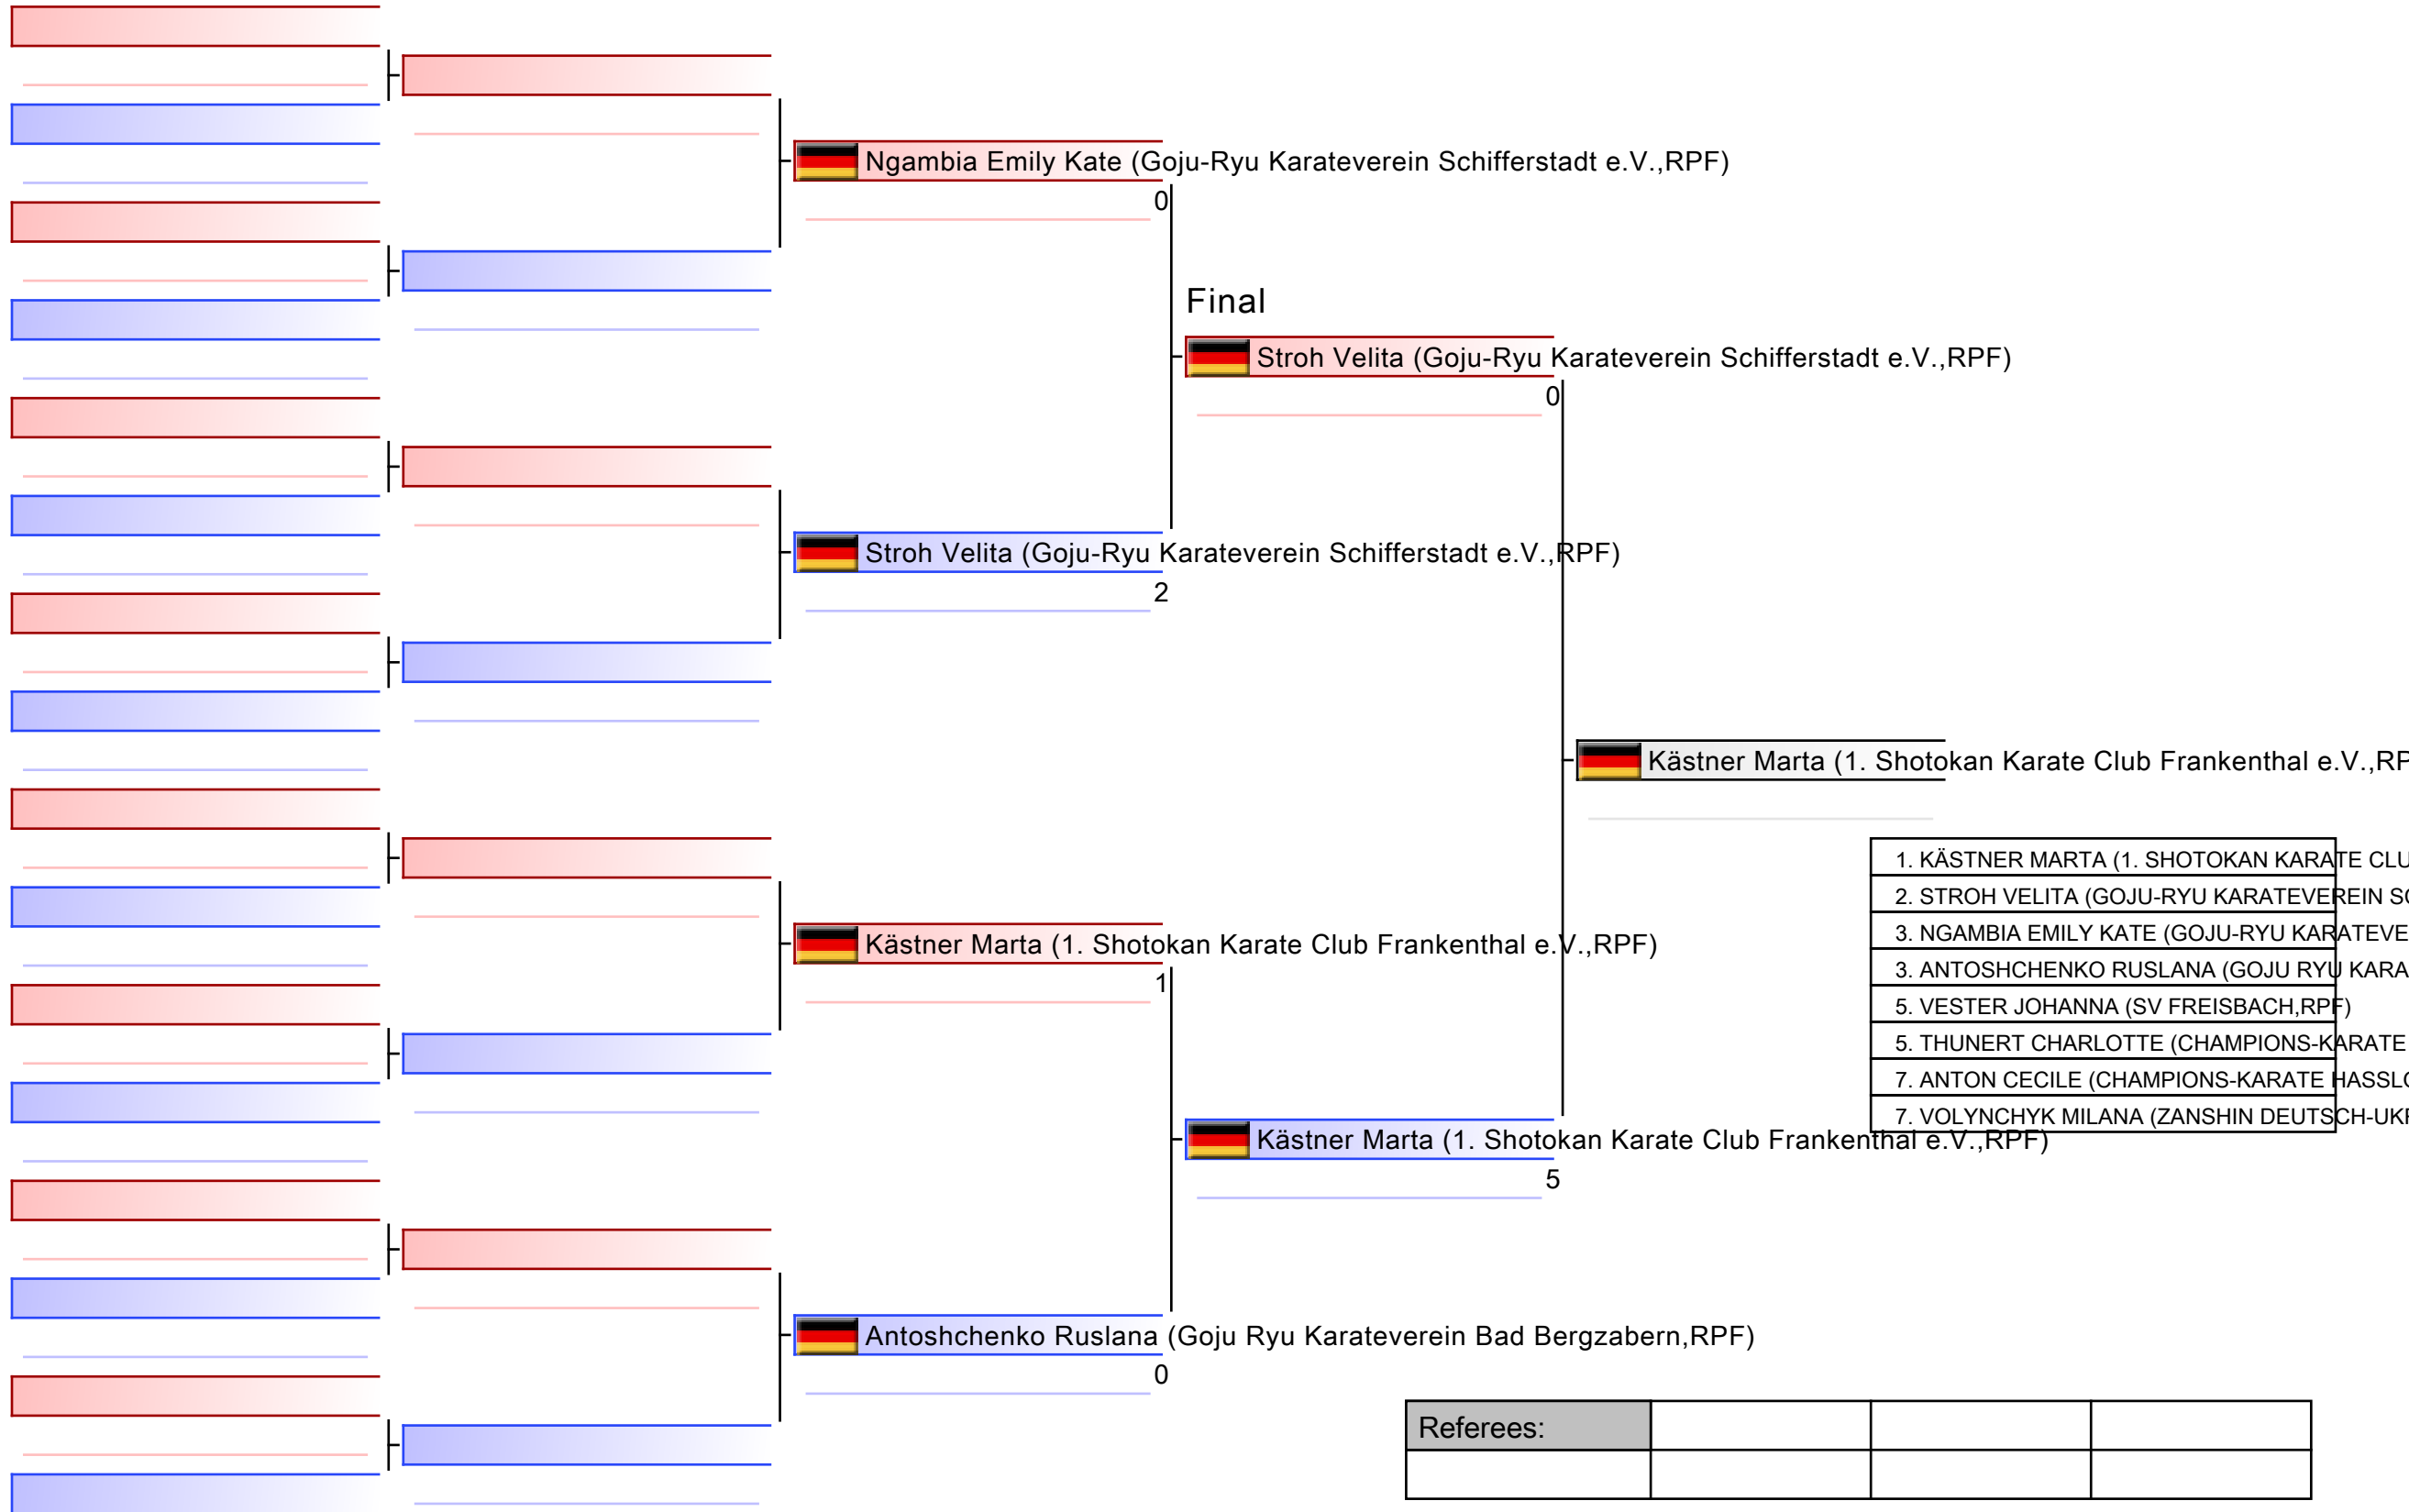 Ngambia Emily Kate (Goju-Ryu Karateverein Schifferstadt e.V.,RPF)
0
Final
Stroh Velita (Goju-Ryu Karateverein Schifferstadt e.V.,RPF)
0
Stroh Velita (Goju-Ryu Karateverein Schifferstadt e.V.,RPF)
2
Kästner Marta (1. Shotokan Karate Club Frankenthal e.V.,RP
1. KÄSTNER MARTA (1. SHOTOKAN KARATE CLU
2. STROH VELITA (GOJU-RYU KARATEVEREIN SC
3. NGAMBIA EMILY KATE (GOJU-RYU KARATEVE
3. ANTOSHCHENKO RUSLANA (GOJU RYU KARA
5. VESTER JOHANNA (SV FREISBACH,RPF)
5. THUNERT CHARLOTTE (CHAMPIONS-KARATE
7. ANTON CECILE (CHAMPIONS-KARATE HASSLO
7. VOLYNCHYK MILANA (ZANSHIN DEUTSCH-UKR
Kästner Marta (1. Shotokan Karate Club Frankenthal e.V.,RPF)
1
Kästner Marta (1. Shotokan Karate Club Frankenthal e.V.,RPF)
5
Antoshchenko Ruslana (Goju Ryu Karateverein Bad Bergzabern,RPF)
0
Referees: